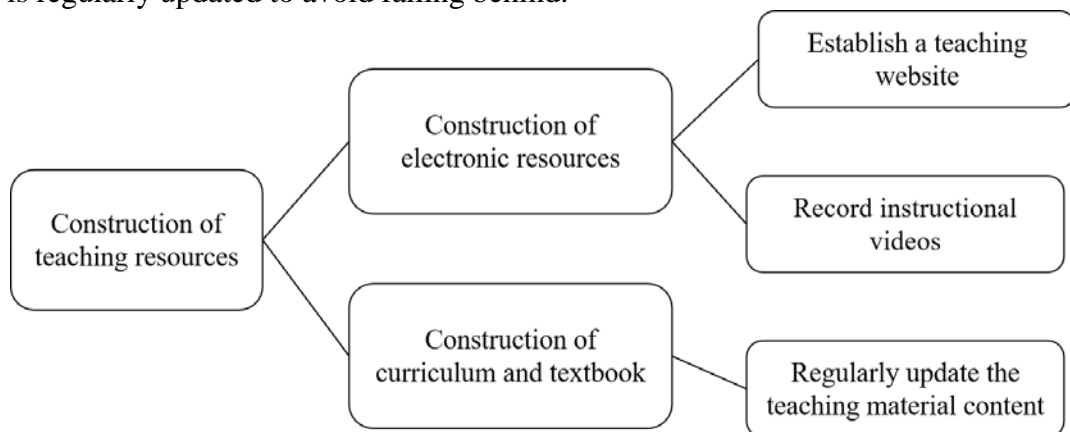 is regularly updated to avoid falling behind.
Establish a teaching
website
Construction of
electronic resources
Record instructional
videos
Construction of
teaching resources
Construction of
curriculum and textbook
Regularly update the
teaching material content